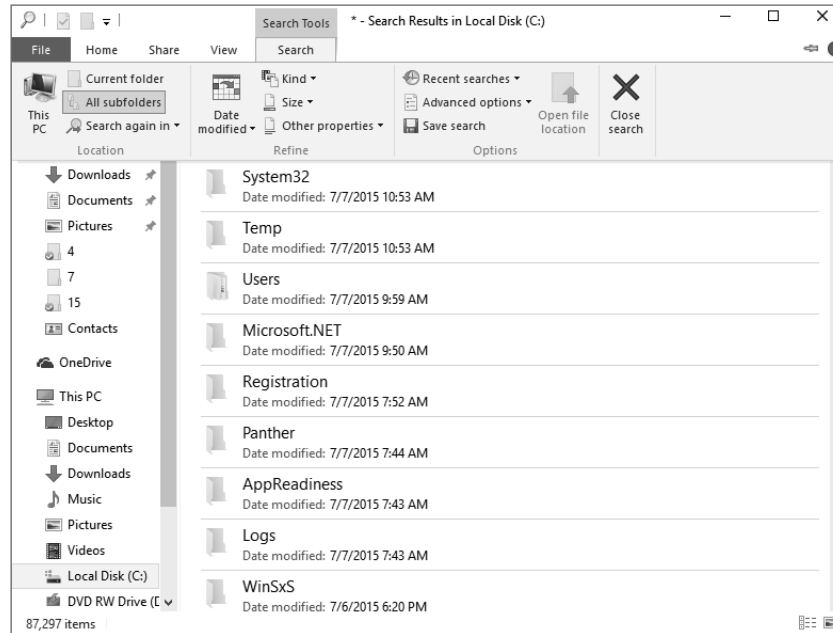 Search Tools
* - Search Results in Local Disk (C:)
File
Home
Share
View
Search
This
PC
Current folder
All subfolders
Search again in
Location
Date
modified
Kind
Size
Other properties
Refine
Recent searches
Advanced options
Save search
Options
Open file
location
Close
search
Downloads
Documents
Pictures
4
7
15
Contacts
OneDrive
This PC
Desktop
Documents
Downloads
Music
Pictures
Videos
Local Disk (C:)
DVD RW Drive (D
System32
Date modified: 7/7/2015 10:53 AM
Temp
Date modified: 7/7/2015 10:53 AM
Users
Date modified: 7/7/2015 9:59 AM
Microsoft.NET
Date modified: 7/7/2015 9:50 AM
Registration
Date modified: 7/7/2015 7:52 AM
Panther
Date modified: 7/7/2015 7:44 AM
AppReadiness
Date modified: 7/7/2015 7:43 AM
Logs
Date modified: 7/7/2015 7:43 AM
WinSxS
Date modified: 7/6/2015 6:20 PM
87,297 items